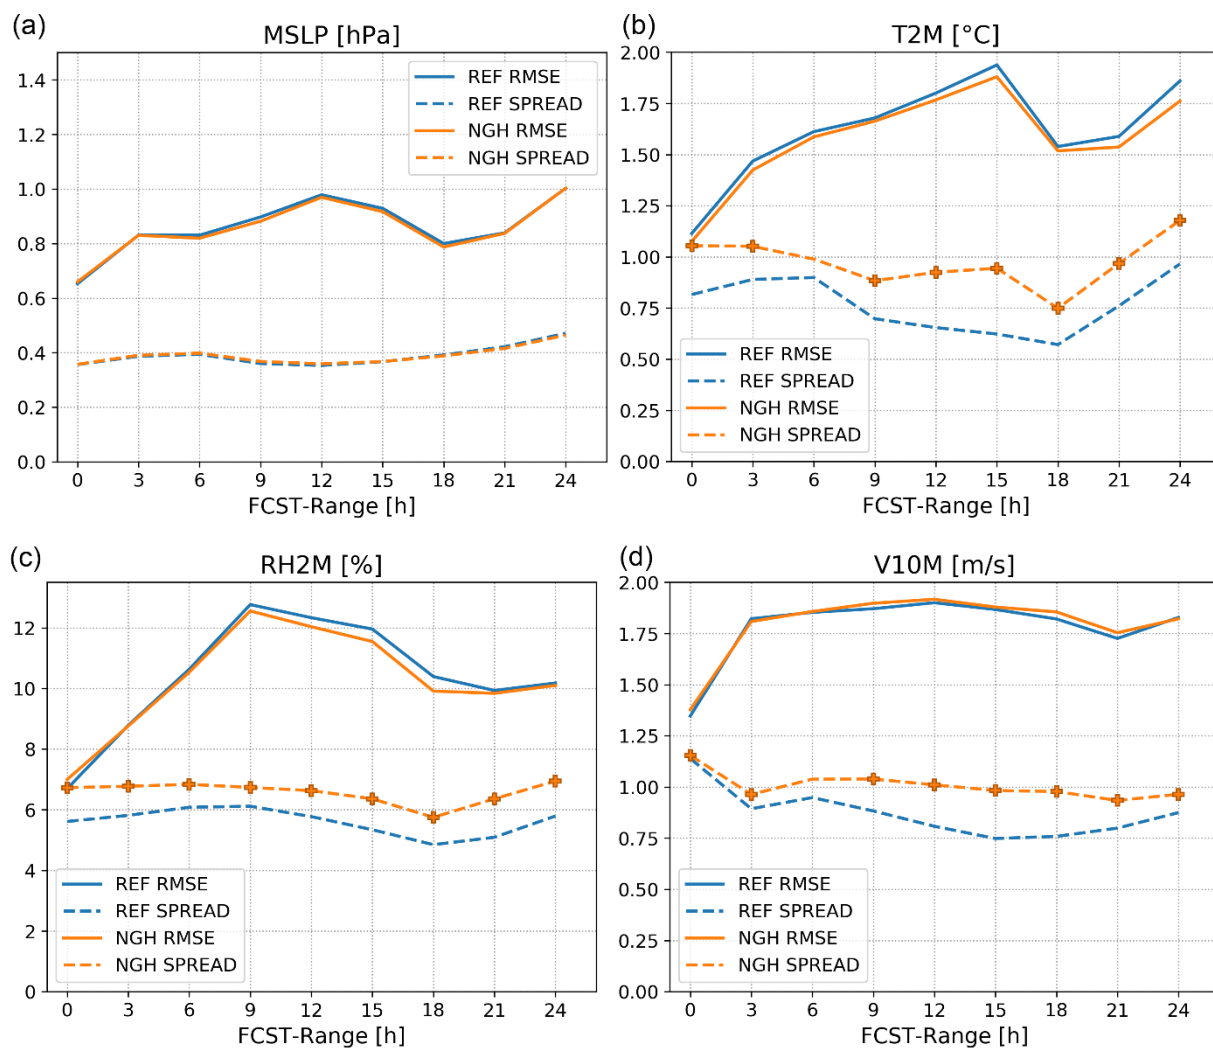 (a)
MSLP [hPa]
1.4
1.2
1.0
0.8
0.6
0.4
0.2
0.0
REF RMSE
REF SPREAD
NGH RMSE
NGH SPREAD
0 3 6 9 12 15 18 21 24
FCST-Range [h]
(b)
T2M [°C]
2.00
1.75
1.50
1.25
1.00
0.75
0.50
0.25
0.00
REF RMSE
REF SPREAD
NGH RMSE
NGH SPREAD
0 3 6 9 12 15 18 21 24
FCST-Range [h]
(c)
RH2M [%]
12
10
8
6
4
2
0
REF RMSE
REF SPREAD
NGH RMSE
NGH SPREAD
0 3 6 9 12 15 18 21 24
FCST-Range [h]
(d)
V10M [m/s]
2.00
1.75
1.50
1.25
1.00
0.75
0.50
0.25
0.00
REF RMSE
REF SPREAD
NGH RMSE
NGH SPREAD
0 3 6 9 12 15 18 21 24
FCST-Range [h]